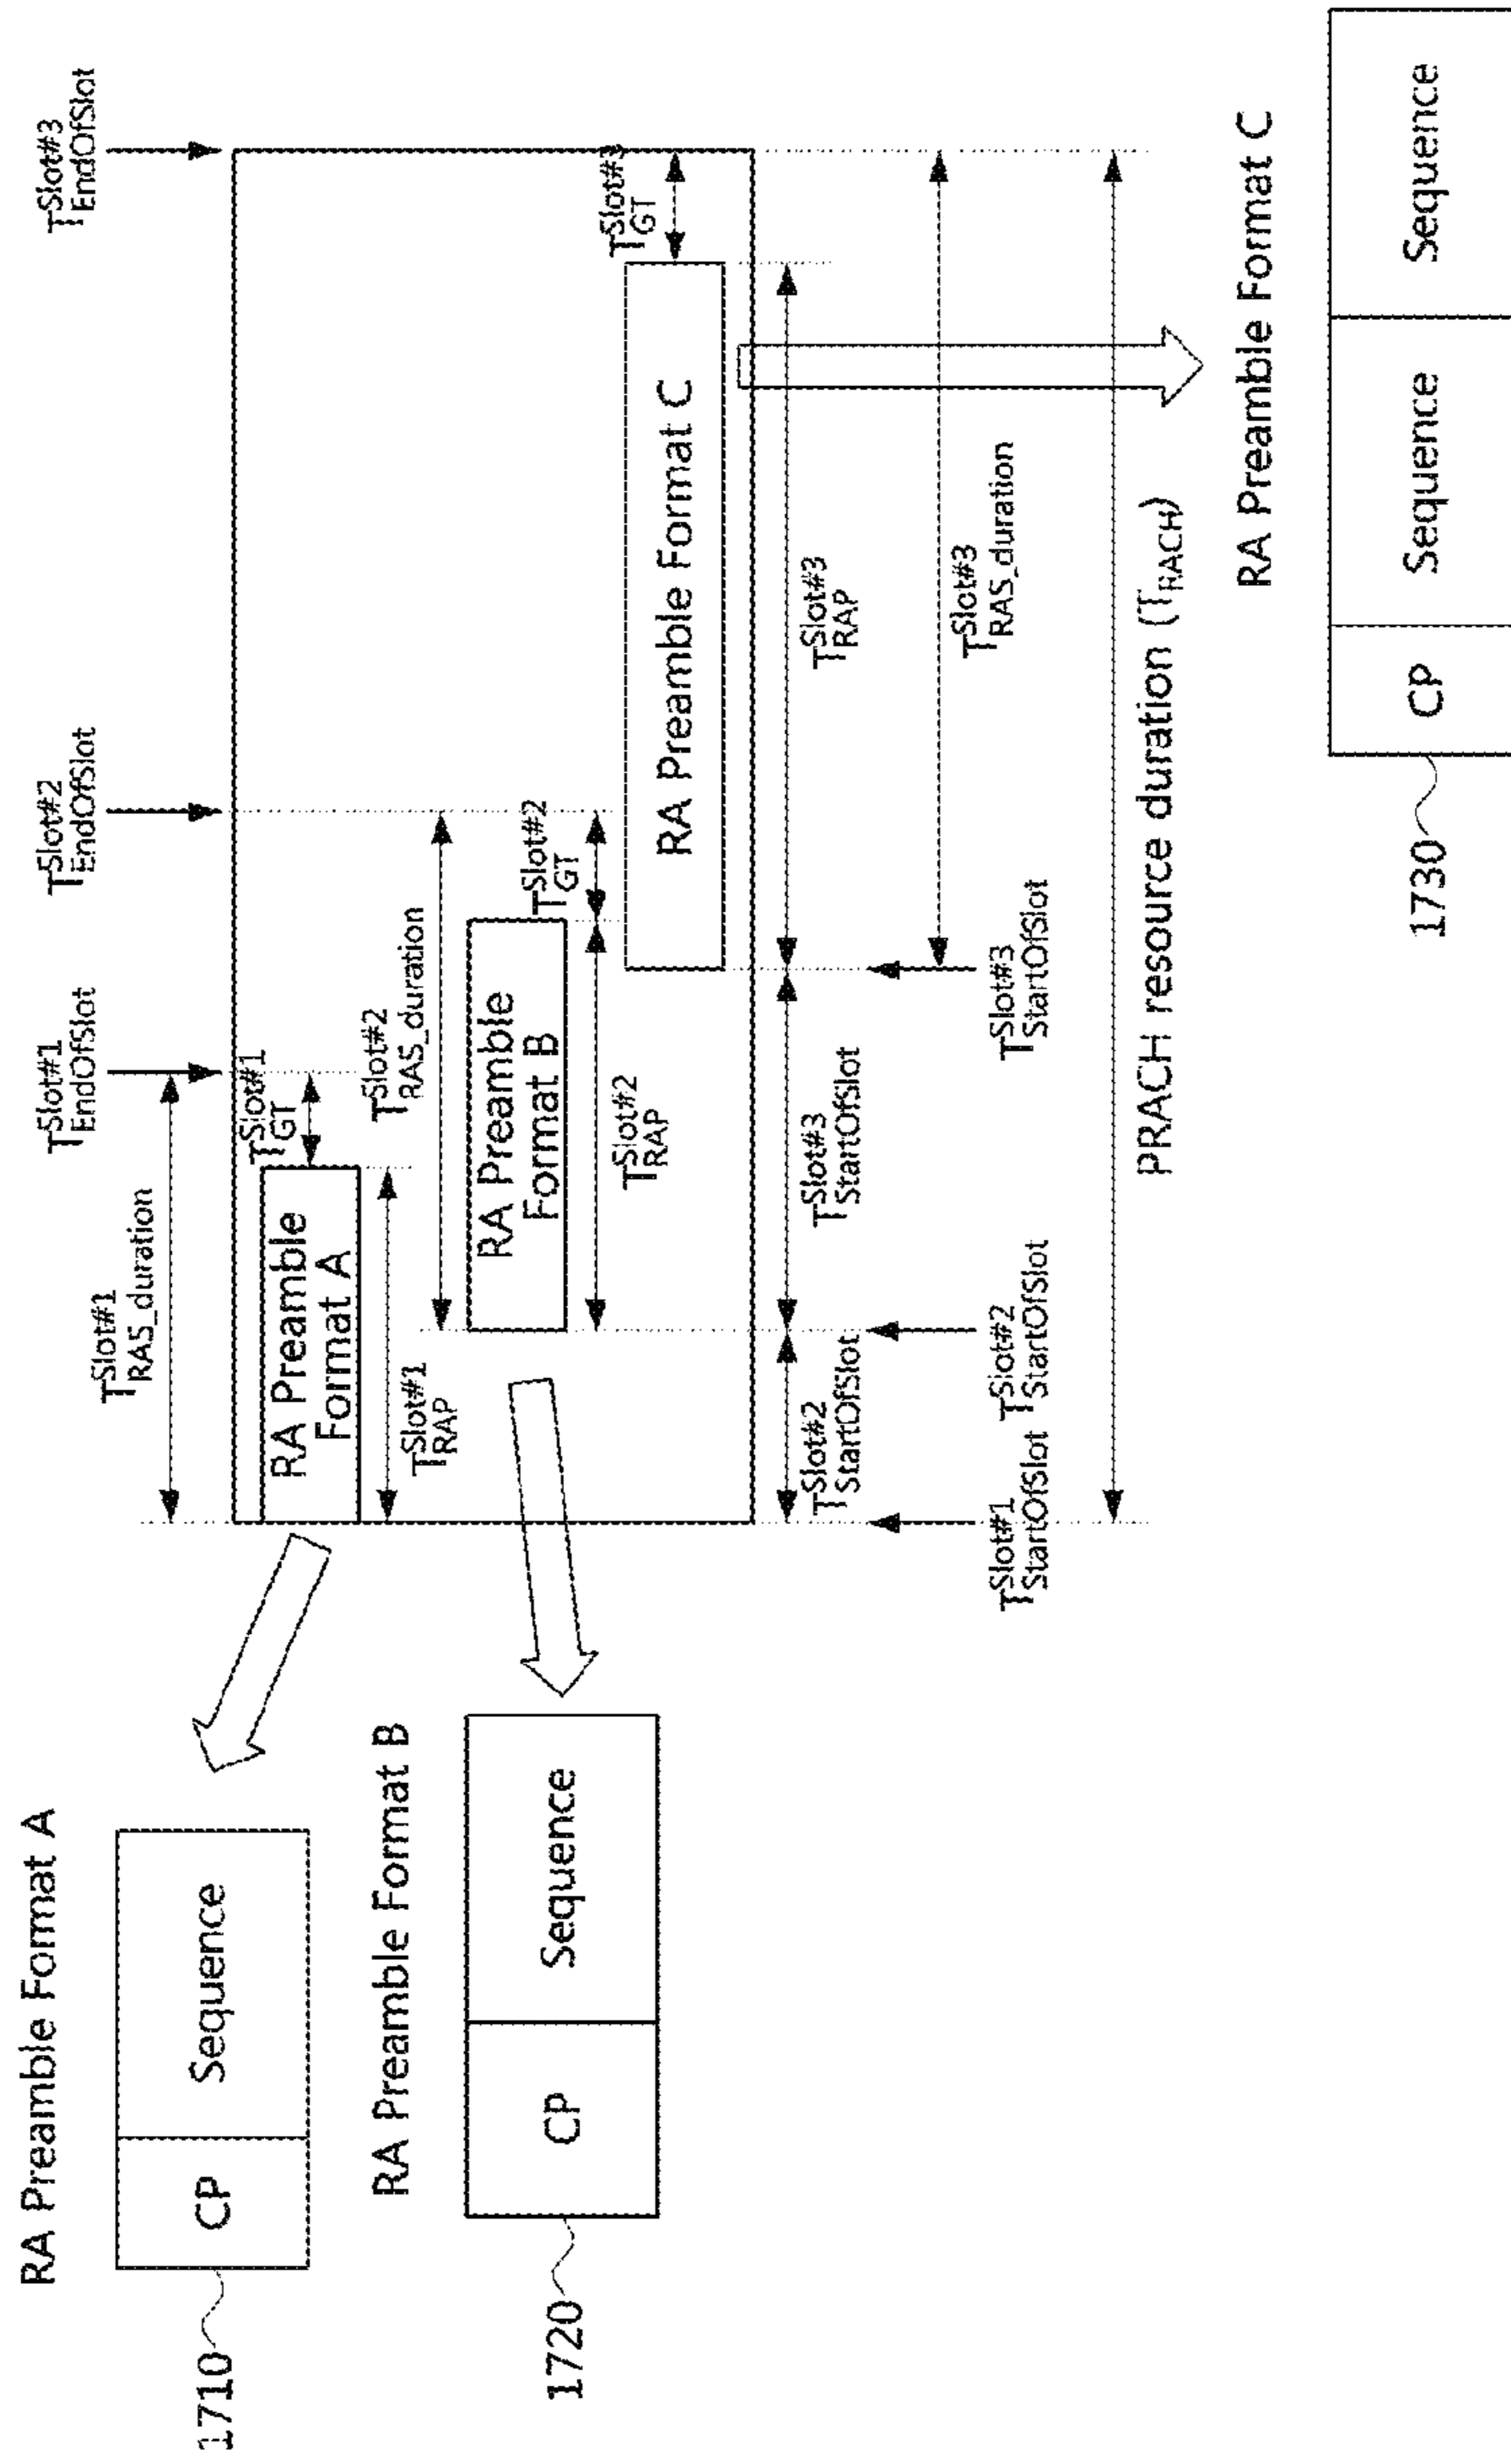 RA Preamble Format A
1710
CP
Sequence
RA Preamble Format B
1720
CP
Sequence
T^Slot#1_RAS_duration
T^Slot#1_EndOfSlot
T^Slot#2_EndOfSlot
T^Slot#3_EndOfSlot
RA Preamble
Format A
T^Slot#1_GT
T^Slot#1_RAP
T^Slot#2_RAS_duration
RA Preamble
Format B
T^Slot#2_GT
T^Slot#2_RAP
RA Preamble Format C
T^Slot#3_GT
T^Slot#2_StartOfSlot
T^Slot#3_StartOfSlot
T^Slot#3_RAP
T^Slot#1_StartOfSlot
T^Slot#2_StartOfSlot
T^Slot#3_StartOfSlot
T^Slot#3_RAS_duration
PRACH resource duration (T_RACH)
RA Preamble Format C
1730
CP
Sequence
Sequence